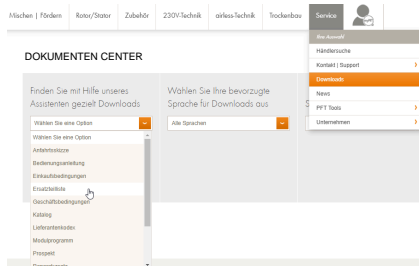 Mischen | Fördern
Rotor/Stator
Zubehör
230V-Technik
airless-Technik
Trockenbau
Service
Ihre Auswahl
Händlersuche
Kontakt | Support
Downloads
News
PFT Tools
Unternehmen
DOKUMENTEN CENTER
Finden Sie mit Hilfe unseres
Assistenten gezielt Downloads
Wählen Sie eine Option
Wählen Sie eine Option
Anfahrtsskizze
Bedienungsanleitung
Einkaufsbedingungen
Ersatzteilliste
Geschäftsbedingungen
Katalog
Lieferantenkodex
Modulprogramm
Prospekt
Wählen Sie Ihre bevorzugte
Sprache für Downloads aus
Alle Sprachen
S